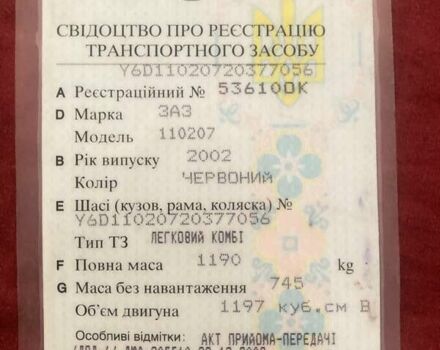 СВІДОЦТВО ПРО РЕЄСТРАЦІЮ
ТРАНСПОРТНОГО ЗАСОБУ
Y6D11020720377056
A Реєстраційний № 53610ОК
D Марка ЗАЗ
Модель 110207
B Рік випуску 2002
Колір ЧЕРВОНИЙ
E Шасі (кузов, рама, коляска) №
Y6D11020720377056
Тип ТЗ ЛЕГКОВИЙ КОМБІ
F Повна маса 1190 kg
G Маса без навантаження 745
Об'єм двигуна 1197 куб.см В
Особливі відмітки: АКТ ПРИЙОМА-ПЕРЕДАЧІ